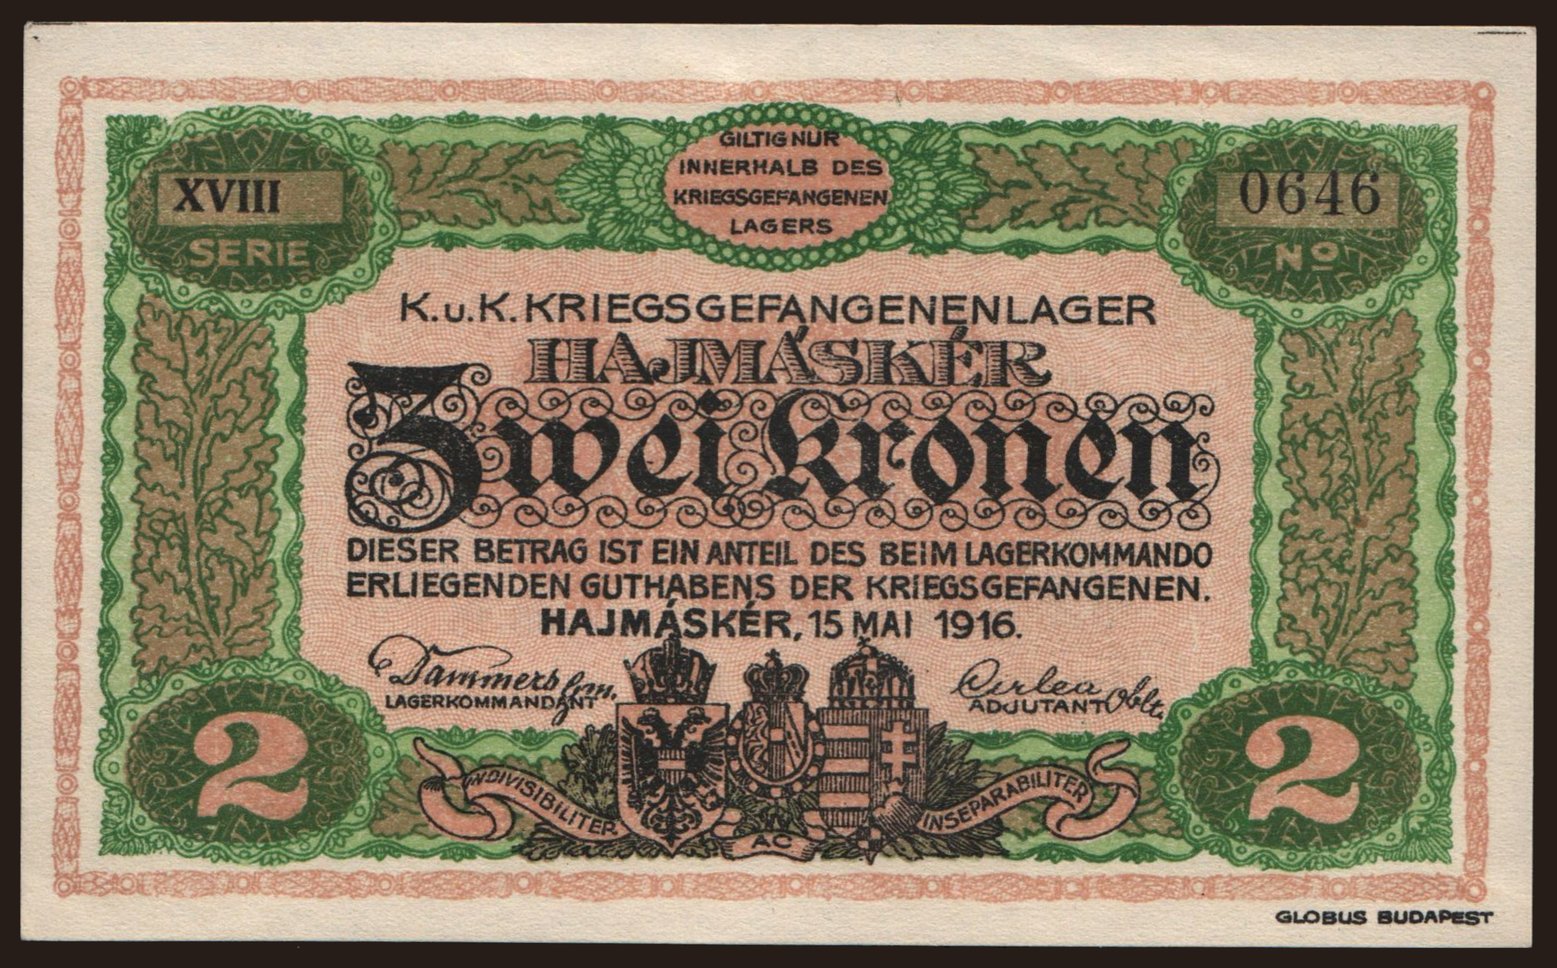 GILTIG NUR
INNERHALB DES
KRIEGSGEFANGENEN
LAGERS
XVIII
SERIE
0646
No
K.u.K. KRIEGSGEFANGENENLAGER
HAJMÁSKÉR
Zwei Kronen
DIESER BETRAG IST EIN ANTEIL DES BEIM LAGERKOMMANDO
ERLIEGENDEN GUTHABENS DER KRIEGSGEFANGENEN.
HAJMÁSKÉR, 15 MAI 1916.
LAGERKOMMANDANT
ADJUTANT Oblt.
2
INDIVISIBILITER
AC
INSEPARABILITER
2
GLOBUS BUDAPEST